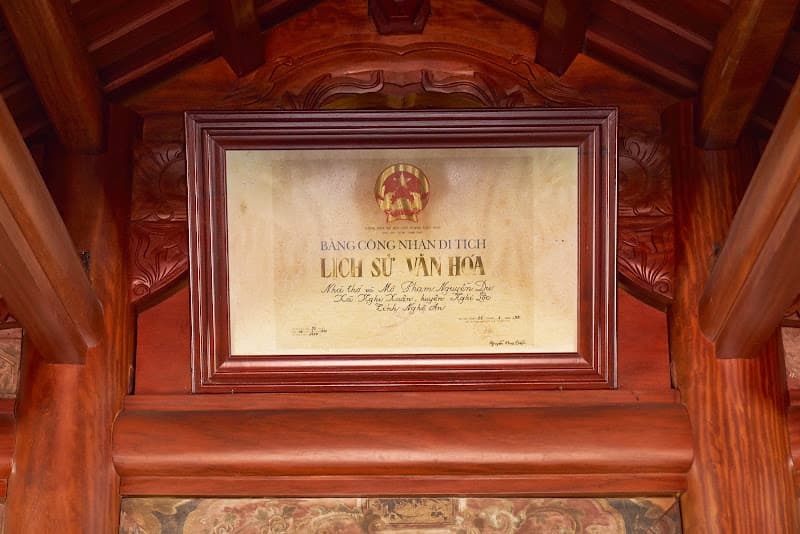 BẰNG CÔNG NHẬN DI TÍCH
LỊCH SỬ VĂN HÓA
Nhà thờ và Mộ Phạm Nguyễn Du
Xã Nghi Xuân, huyện Nghi Lộc
Tỉnh Nghệ An